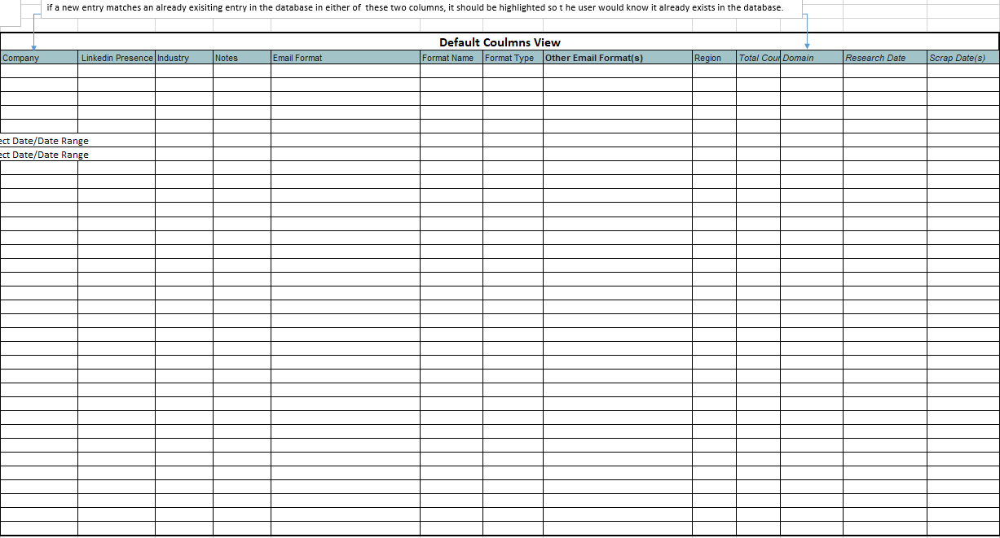 if a new entry matches an already exisiting entry in the database in either of these two columns, it should be highlighted so t he user would know it already exists in the database.
Default Coulmns View
Company Linkedin Presence Industry Notes Email Format Format Name Format Type Other Email Format(s) Region Total Cour Domain Research Date Scrap Date(s)
ect Date/Date Range
ect Date/Date Range